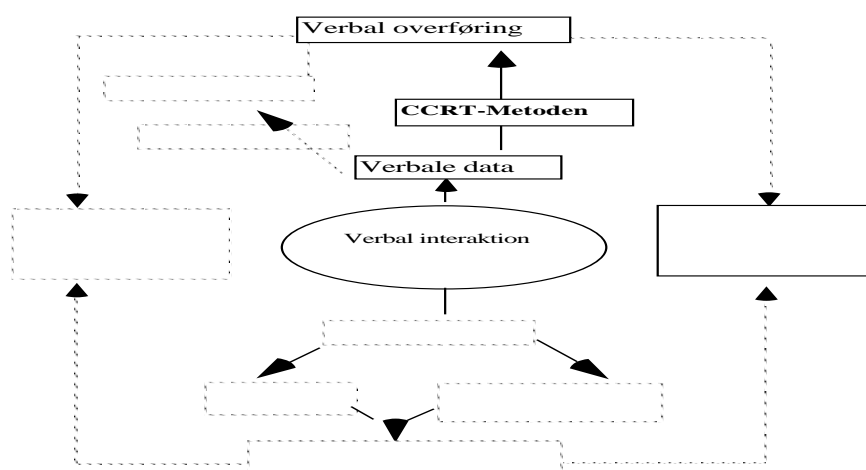 Verbal overføring
CCRT-Metoden
Verbale data
Verbal interaktion